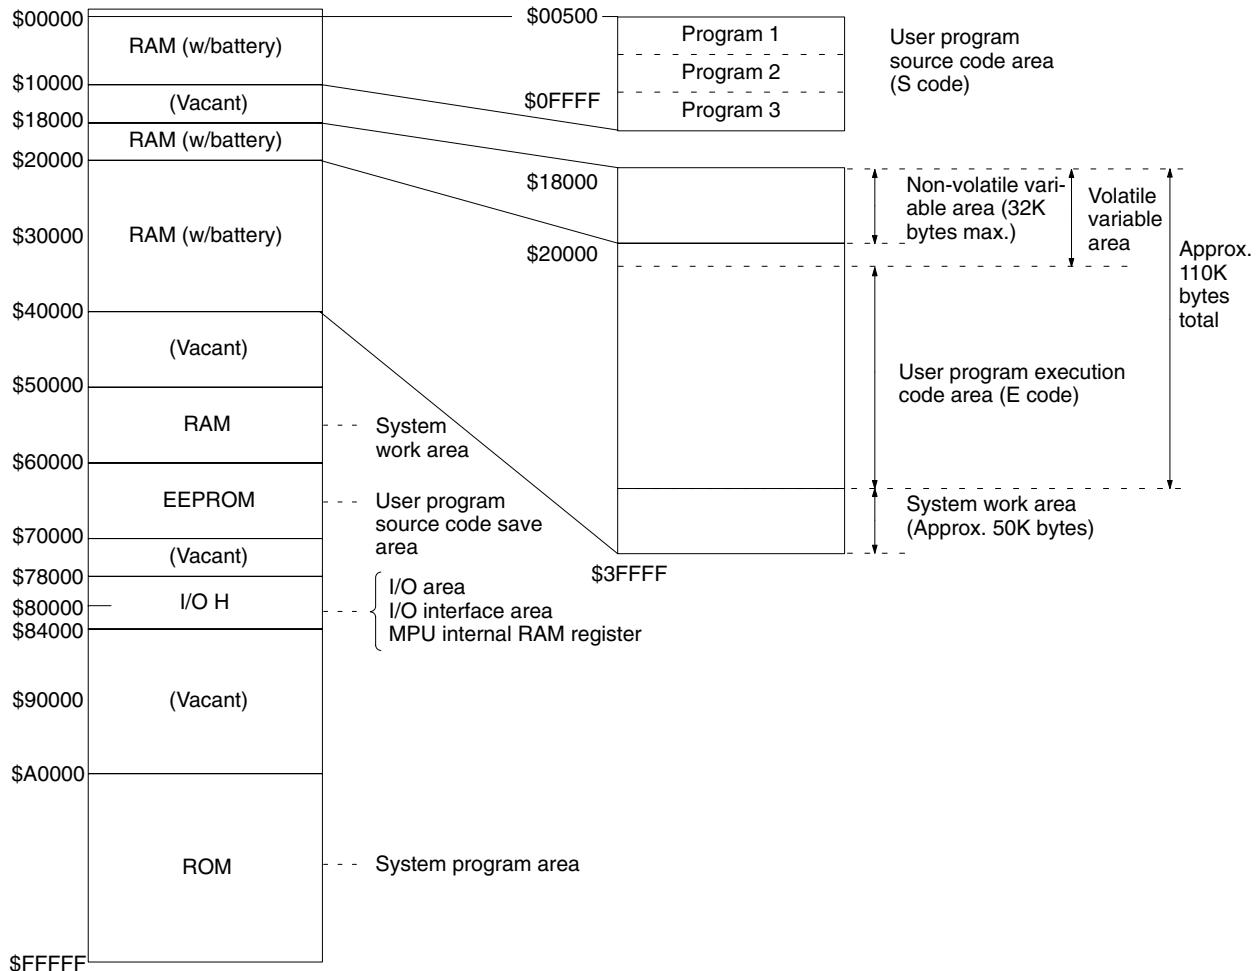 $00000
RAM (w/battery)
$10000
(Vacant)
$18000
RAM (w/battery)
$20000
RAM (w/battery)
$30000
$40000
(Vacant)
$50000
RAM
System
work area
$60000
EEPROM
User program
source code save
area
$70000
(Vacant)
$78000
I/O H
$80000
$84000
I/O area
I/O interface area
MPU internal RAM register
$90000
(Vacant)
$A0000
ROM
System program area
$FFFFF
$00500
Program 1
Program 2
$0FFFF
Program 3
User program
source code area
(S code)
$18000
$20000
Non-volatile vari-
able area (32K
bytes max.)
Volatile
variable
area
Approx.
110K
bytes
total
User program execution
code area (E code)
System work area
(Approx. 50K bytes)
$3FFFF